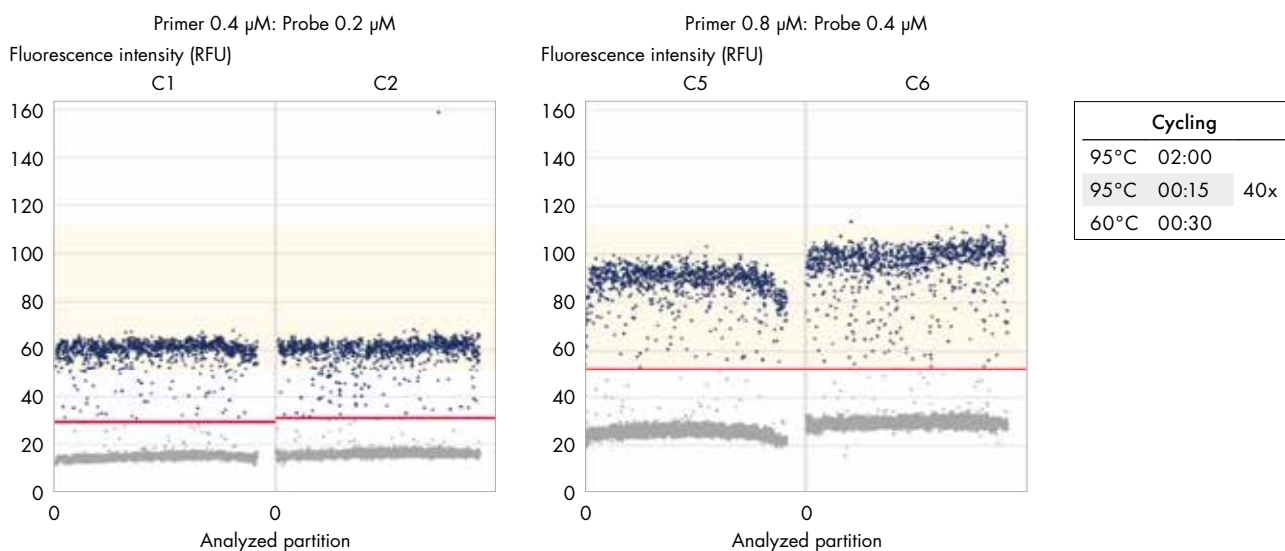 Primer 0.4 µM: Probe 0.2 µM
Fluorescence intensity (RFU)
C1 C2
160
140
120
100
80
60
40
20
0
0 0
Analyzed partition
Primer 0.8 µM: Probe 0.4 µM
Fluorescence intensity (RFU)
C5 C6
160
140
120
100
80
60
40
20
0
0 0
Analyzed partition
Cycling
95°C 02:00
95°C 00:15 40x
60°C 00:30